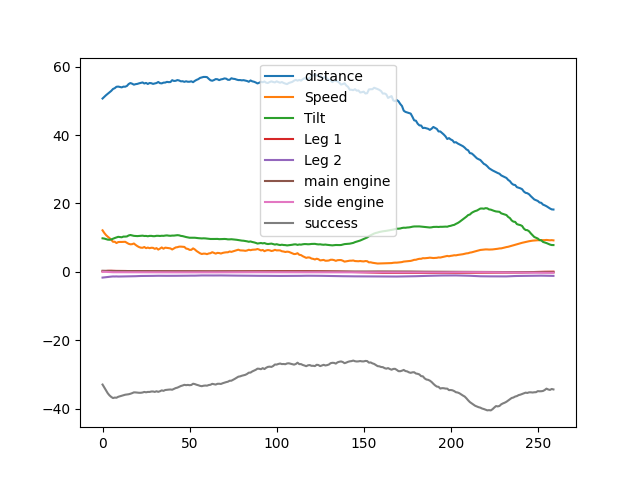 60
40
20
0
−20
−40
distance
Speed
Tilt
Leg 1
Leg 2
main engine
side engine
success
0 50 100 150 200 250